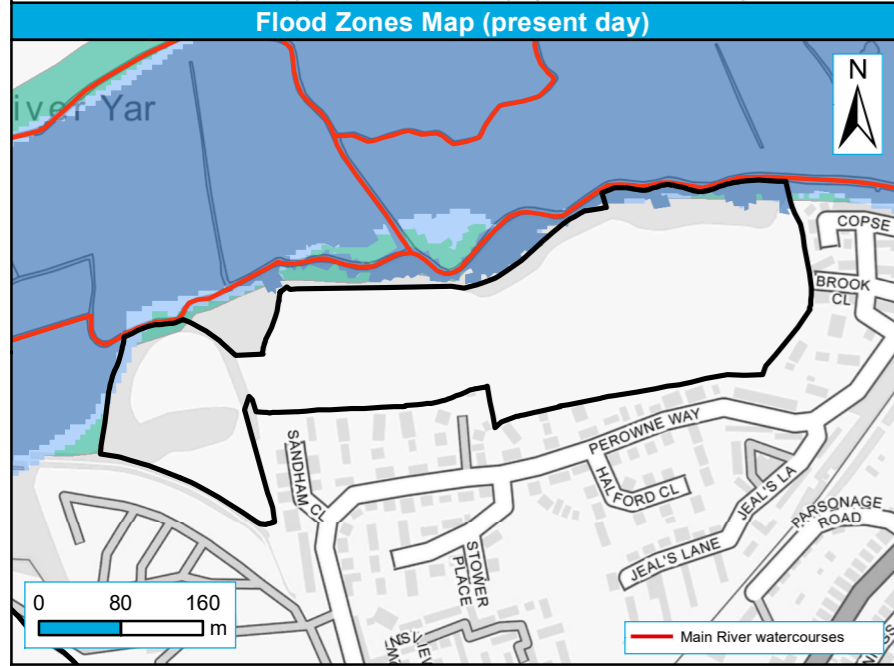 Flood Zones Map (present day)
N
iver Yar
COPSE
BROOK
CL
PEROWNE WAY
SANDHAM CL
HALFORD CL
JEAL'S LA
PARSONAGE
ROAD
STOWER
PLACE
JEAL'S LANE
0 80 160
m
Main River watercourses